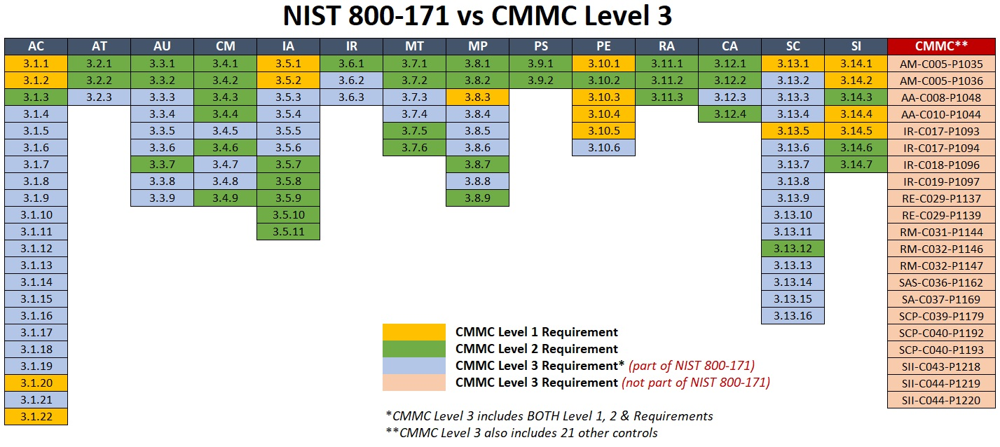 NIST 800-171 vs CMMC Level 3
AC AT AU CM IA IR MT MP PS PE RA CA SC SI CMMC**
3.1.1 3.2.1 3.3.1 3.4.1 3.5.1 3.6.1 3.7.1 3.8.1 3.9.1 3.10.1 3.11.1 3.12.1 3.13.1 3.14.1 AM-C005-P1035
3.1.2 3.2.2 3.3.2 3.4.2 3.5.2 3.6.2 3.7.2 3.8.2 3.9.2 3.10.2 3.11.2 3.12.2 3.13.2 3.14.2 AM-C005-P1036
3.1.3 3.2.3 3.3.3 3.4.3 3.5.3 3.6.3 3.7.3 3.8.3 3.10.3 3.11.3 3.12.3 3.13.3 3.14.3 AA-C008-P1048
3.1.4 3.3.4 3.4.4 3.5.4 3.7.4 3.8.4 3.10.4 3.12.4 3.13.4 3.14.4 AA-C010-P1044
3.1.5 3.3.5 3.4.5 3.5.5 3.7.5 3.8.5 3.10.5 3.13.5 3.14.5 IR-C017-P1093
3.1.6 3.3.6 3.4.6 3.5.6 3.7.6 3.8.6 3.10.6 3.13.6 3.14.6 IR-C017-P1094
3.1.7 3.3.7 3.4.7 3.5.7 3.8.7 3.13.7 3.14.7 IR-C018-P1096
3.1.8 3.3.8 3.4.8 3.5.8 3.8.8 3.13.8 IR-C019-P1097
3.1.9 3.3.9 3.4.9 3.5.9 3.8.9 3.13.9 RE-C029-P1137
3.1.10 3.5.10 3.13.10 RE-C029-P1139
3.1.11 3.5.11 3.13.11 RM-C031-P1144
3.1.12 3.13.12 RM-C032-P1146
3.1.13 3.13.13 RM-C032-P1147
3.1.14 3.13.14 SAS-C036-P1162
3.1.15 3.13.15 SA-C037-P1169
3.1.16 3.13.16 SCP-C039-P1179
3.1.17 SCP-C040-P1192
3.1.18 SCP-C040-P1193
3.1.19 SII-C043-P1218
3.1.20 SII-C044-P1219
3.1.21 SII-C044-P1220
3.1.22
CMMC Level 1 Requirement
CMMC Level 2 Requirement
CMMC Level 3 Requirement* (part of NIST 800-171)
CMMC Level 3 Requirement (not part of NIST 800-171)
*CMMC Level 3 includes BOTH Level 1, 2 & Requirements
**CMMC Level 3 also includes 21 other controls